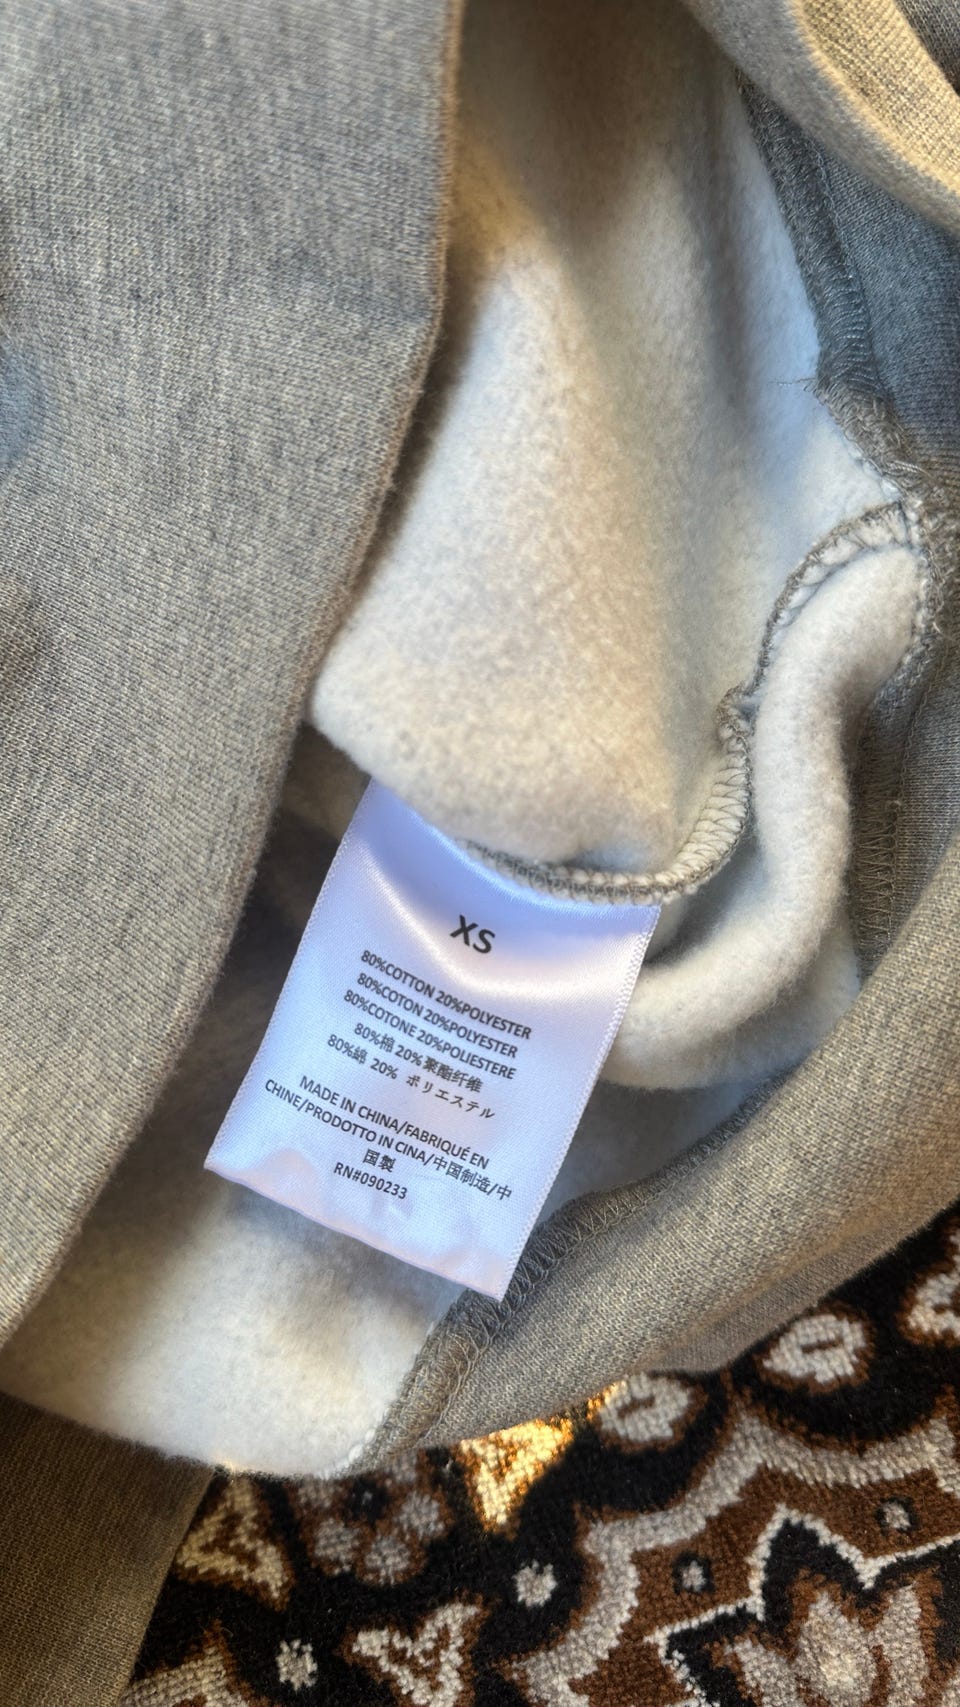 XS
80%COTTON 20%POLYESTER
80%COTON 20%POLYESTER
80%COTONE 20%POLIESTERE
80%棉 20%聚酯纤维
80%綿 20% ポリエステル
MADE IN CHINA/FABRIQUÉ EN
CHINE/PRODOTTO IN CINA/中国制造/中
国製
RN#090233